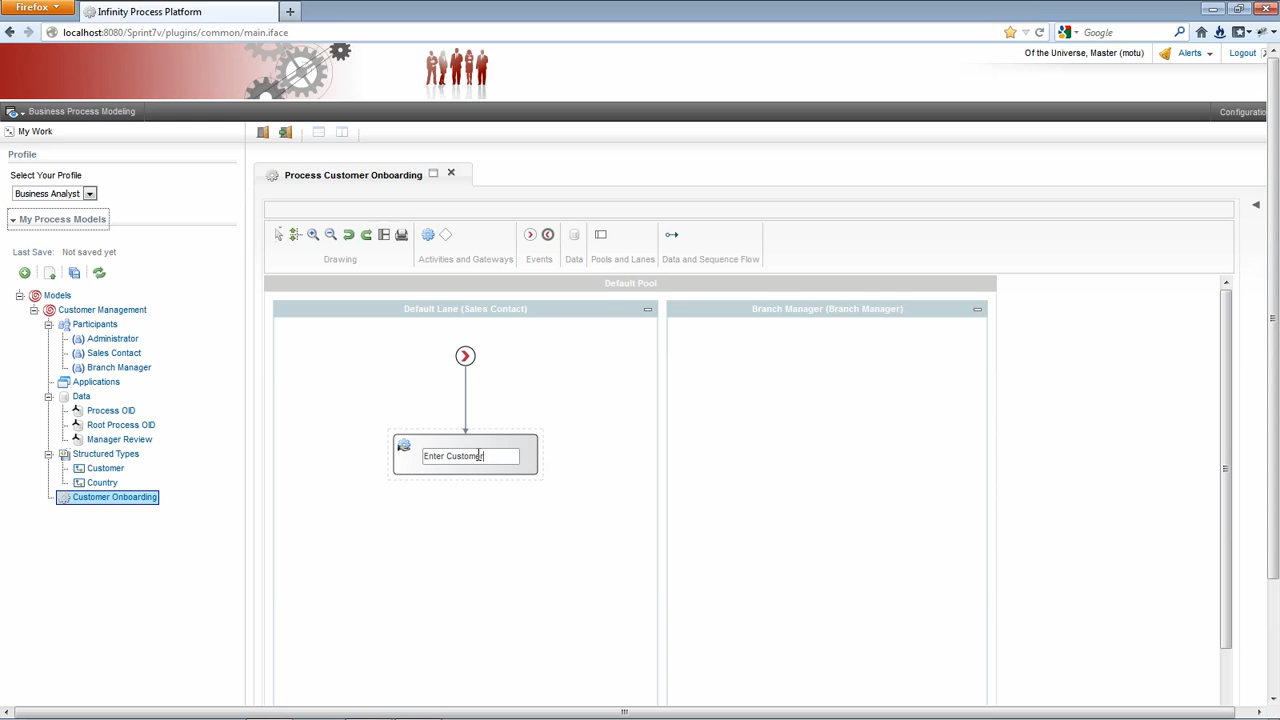 Firefox
Infinity Process Platform
localhost:8080/Sprint7v/plugins/common/main.iface
Google
Of the Universe, Master (motu)
Alerts
Logout
Business Process Modeling
Configuratio
My Work
Profile
Select Your Profile
Business Analyst
My Process Models
Last Save: Not saved yet
Models
Customer Management
Participants
Administrator
Sales Contact
Branch Manager
Applications
Data
Process OID
Root Process OID
Manager Review
Structured Types
Customer
Country
Customer Onboarding
Process Customer Onboarding
Drawing
Activities and Gateways
Events
Data
Pools and Lanes
Data and Sequence Flow
Default Pool
Default Lane (Sales Contact)
Branch Manager (Branch Manager)
Enter Customer